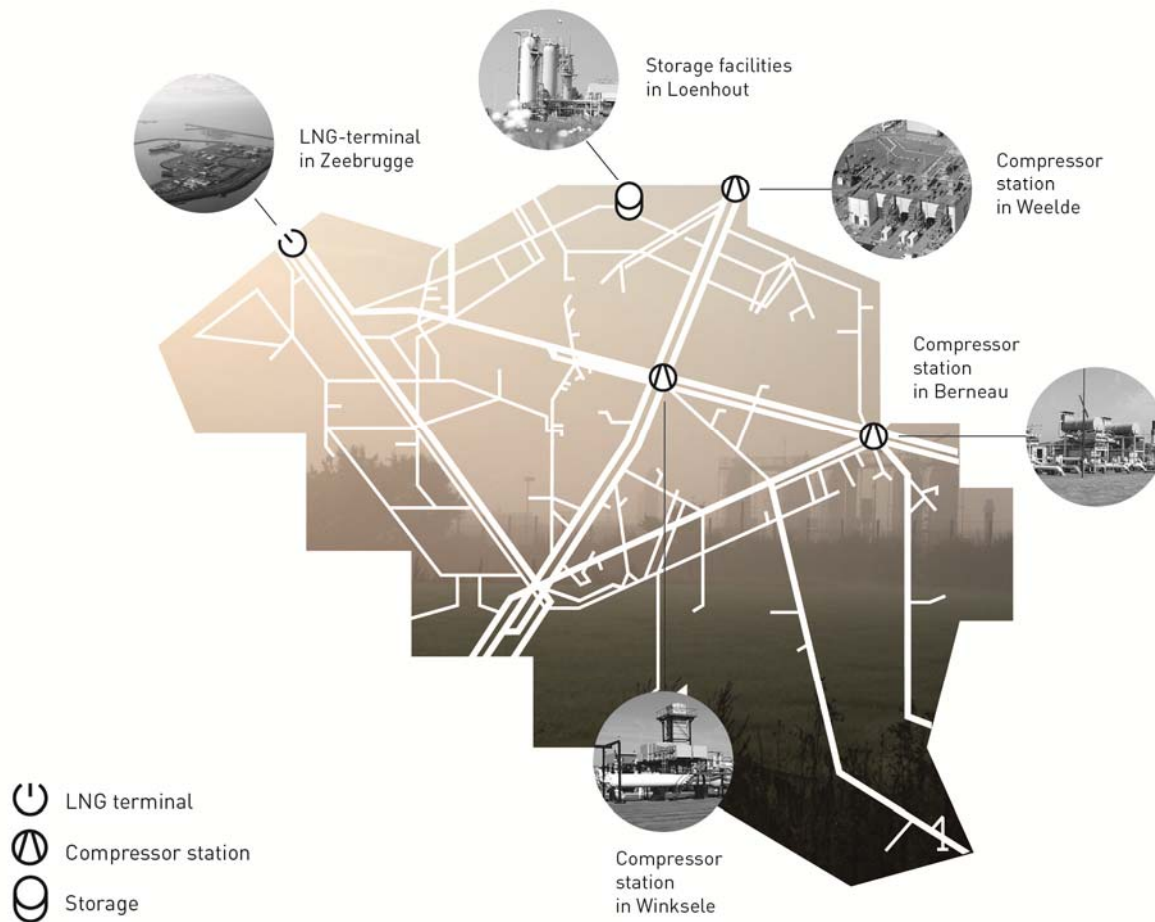 Storage facilities
in Loenhout
LNG-terminal
in Zeebrugge
Compressor
station
in Weelde
Compressor
station
in Berneau
LNG terminal
Compressor station
Storage
Compressor
station
in Winksele